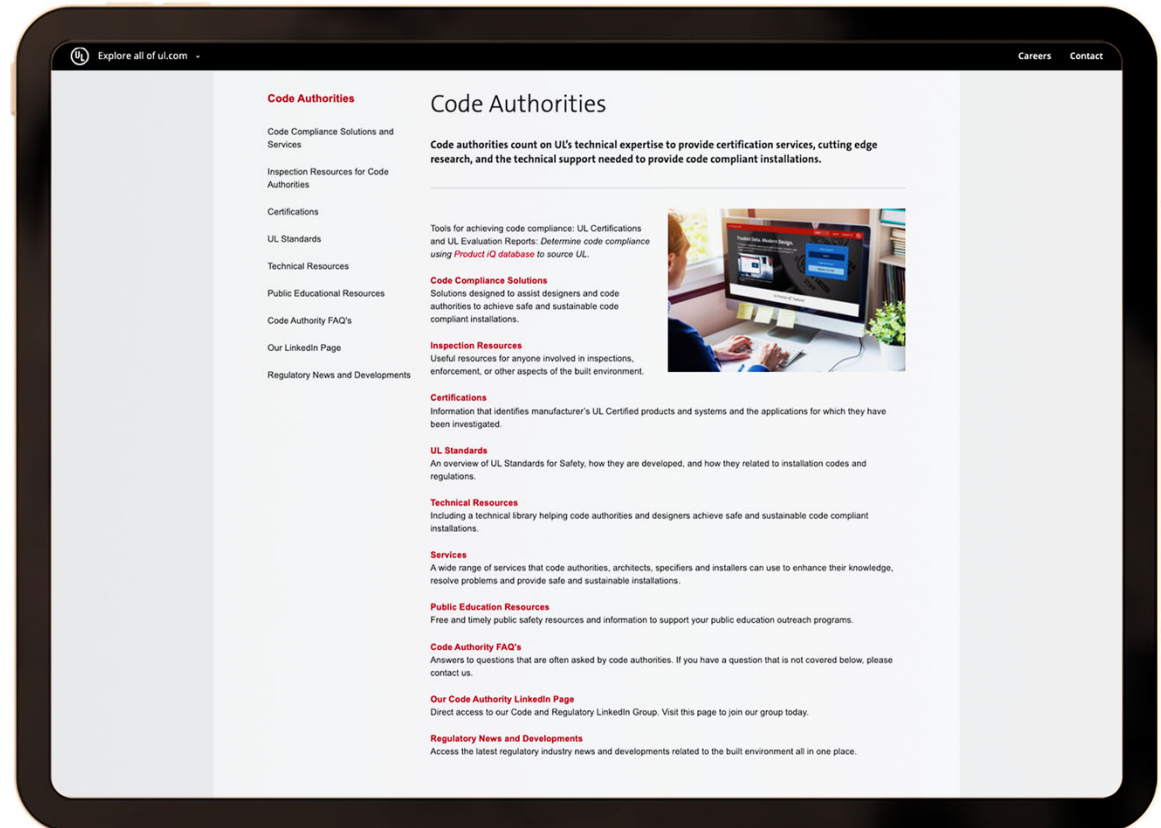 UL Explore all of ul.com
Careers Contact
Code Authorities
Code Compliance Solutions and
Services
Inspection Resources for Code
Authorities
Certifications
UL Standards
Technical Resources
Public Educational Resources
Code Authority FAQ's
Our LinkedIn Page
Regulatory News and Developments
Code Authorities
Code authorities count on UL's technical expertise to provide certification services, cutting edge
research, and the technical support needed to provide code compliant installations.
Tools for achieving code compliance: UL Certifications
and UL Evaluation Reports: Determine code compliance
using Product iQ database to source UL.
Trusted Data. Modern Design.
Code Compliance Solutions
Solutions designed to assist designers and code
authorities to achieve safe and sustainable code
compliant installations.
Inspection Resources
Useful resources for anyone involved in inspections,
enforcement, or other aspects of the built environment.
Certifications
Information that identifies manufacturer's UL Certified products and systems and the applications for which they have
been investigated.
UL Standards
An overview of UL Standards for Safety, how they are developed, and how they related to installation codes and
regulations.
Technical Resources
Including a technical library helping code authorities and designers achieve safe and sustainable code compliant
installations.
Services
A wide range of services that code authorities, architects, specifiers and installers can use to enhance their knowledge,
resolve problems and provide safe and sustainable installations.
Public Education Resources
Free and timely public safety resources and information to support your public education outreach programs.
Code Authority FAQ's
Answers to questions that are often asked by code authorities. If you have a question that is not covered below, please
contact us.
Our Code Authority LinkedIn Page
Direct access to our Code and Regulatory LinkedIn Group. Visit this page to join our group today.
Regulatory News and Developments
Access the latest regulatory industry news and developments related to the built environment all in one place.